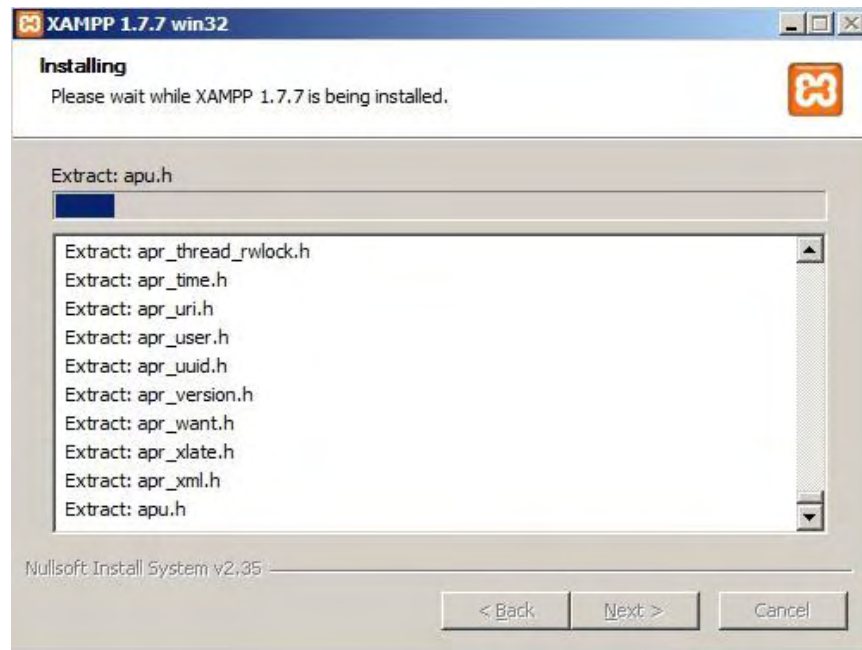 XAMPP 1.7.7 win32
Installing
Please wait while XAMPP 1.7.7 is being installed.
Extract: apu.h
Extract: apr_thread_rwlock.h
Extract: apr_time.h
Extract: apr_uri.h
Extract: apr_user.h
Extract: apr_uuid.h
Extract: apr_version.h
Extract: apr_want.h
Extract: apr_xlate.h
Extract: apr_xml.h
Extract: apu.h
Nullsoft Install System v2.35
< Back Next > Cancel